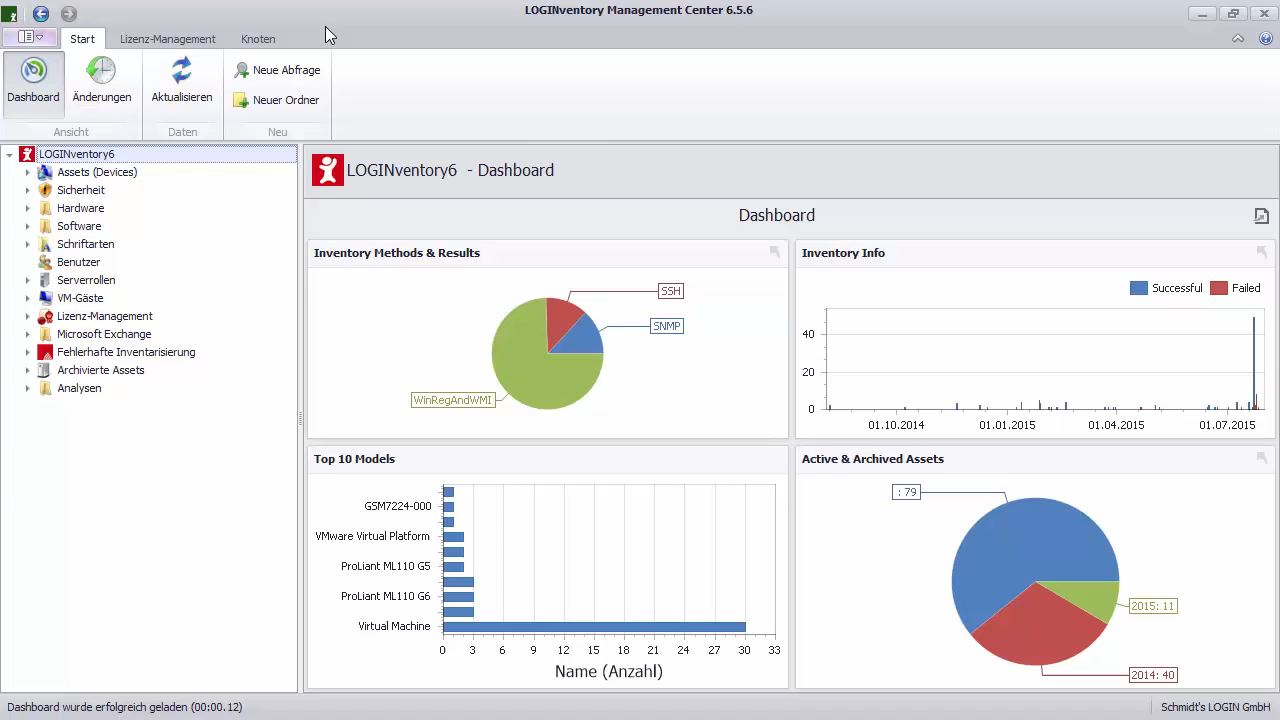 LOGINventory Management Center 6.5.6
Start
Lizenz-Management
Knoten
Dashboard
Änderungen
Aktualisieren
Neue Abfrage
Neuer Ordner
Ansicht
Daten
Neu
LOGINventory6
Assets (Devices)
Sicherheit
Hardware
Software
Schriftarten
Benutzer
Serverrollen
VM-Gäste
Lizenz-Management
Microsoft Exchange
Fehlerhafte Inventarisierung
Archivierte Assets
Analysen
LOGINventory6 - Dashboard
Dashboard
Inventory Methods & Results
SSH
SNMP
WinRegAndWMI
Inventory Info
Successful
Failed
40
20
0
01.10.2014
01.01.2015
01.04.2015
01.07.2015
Top 10 Models
GSM7224-000
VMware Virtual Platform
ProLiant ML110 G5
ProLiant ML110 G6
Virtual Machine
0 3 6 9 12 15 18 21 24 27 30 33
Name (Anzahl)
Active & Archived Assets
: 79
2015: 11
2014: 40
Dashboard wurde erfolgreich geladen (00:00.12)
Schmidt's LOGIN GmbH